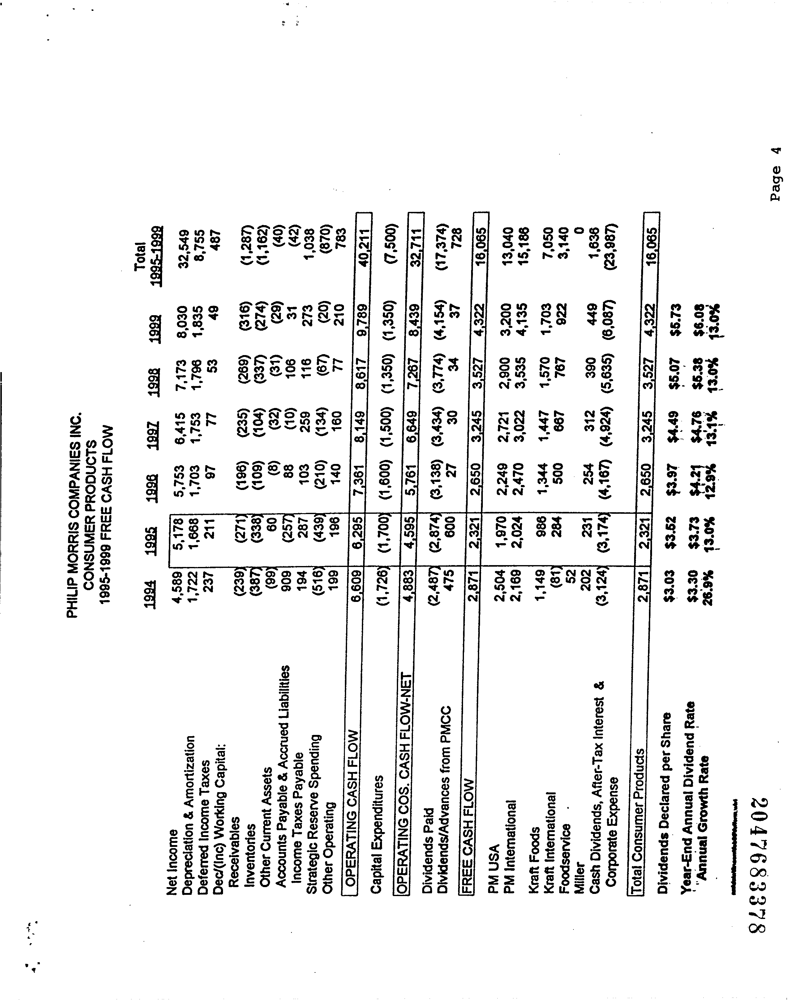 PHILIP MORRIS COMPANIES INC.
CONSUMER PRODUCTS
1995-1999 FREE CASH FLOW
Total
1994 1995 1996 1997 1998 1999 1995-1999
Net Income 4,589 5,178 5,753 6,415 7,173 8,030 32,549
Depreciation & Amortization 1,722 1,668 1,703 1,753 1,796 1,835 8,755
Deferred Income Taxes 237 211 97 77 53 49 487
Dec/(Inc) Working Capital:
Receivables (239) (271) (196) (235) (269) (316) (1,287)
Inventories (387) (338) (109) (104) (337) (274) (1,162)
Other Current Assets (99) 60 (8) (32) (31) (29) (40)
Accounts Payable & Accrued Liabilities 909 (257) 88 (10) 106 31 (42)
Income Taxes Payable 194 287 103 259 116 273 1,038
Strategic Reserve Spending (516) (439) (210) (134) (67) (20) (870)
Other Operating 199 196 140 160 77 210 783
OPERATING CASH FLOW 6,609 6,295 7,361 8,149 8,617 9,789 40,211
Capital Expenditures (1,726) (1,700) (1,600) (1,500) (1,350) (1,350) (7,500)
OPERATING COS. CASH FLOW-NET 4,883 4,595 5,761 6,649 7,267 8,439 32,711
Dividends Paid (2,487) (2,874) (3,138) (3,434) (3,774) (4,154) (17,374)
Dividends/Advances from PMCC 475 600 27 30 34 37 728
FREE CASH FLOW 2,871 2,321 2,650 3,245 3,527 4,322 16,065
PM USA 2,504 1,970 2,249 2,721 2,900 3,200 13,040
PM International 2,169 2,024 2,470 3,022 3,535 4,135 15,186
Kraft Foods 1,149 986 1,344 1,447 1,570 1,703 7,050
Kraft International (81) 284 500 667 767 922 3,140
Foodservice 52 0
Miller 202 231 254 312 390 449 1,636
Cash Dividends, After-Tax Interest &
Corporate Expense (3,124) (3,174) (4,167) (4,924) (5,635) (6,087) (23,987)
Total Consumer Products 2,871 2,321 2,650 3,245 3,527 4,322 16,065
Dividends Declared per Share $3.03 $3.52 $3.97 $4.49 $5.07 $5.73
Year-End Annual Dividend Rate $3.30 $3.73 $4.21 $4.76 $5.38 $6.08
Annual Growth Rate 26.9% 13.0% 12.9% 13.1% 13.0% 13.0%
Page 4
2047683378